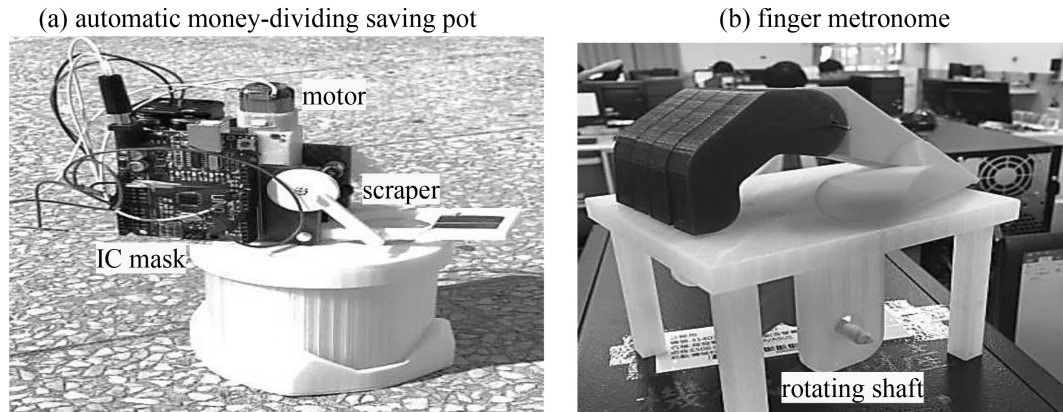 (a) automatic money-dividing saving pot
(b) finger metronome
motor
scraper
IC mask
rotating shaft